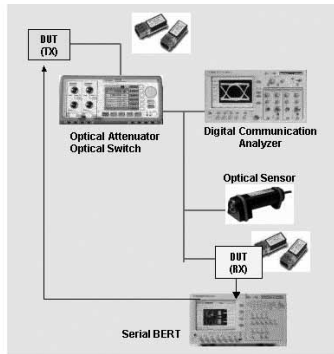 DUT
(TX)
Optical Attenuator
Optical Switch
Digital Communication
Analyzer
Optical Sensor
DUT
(RX)
Serial BERT